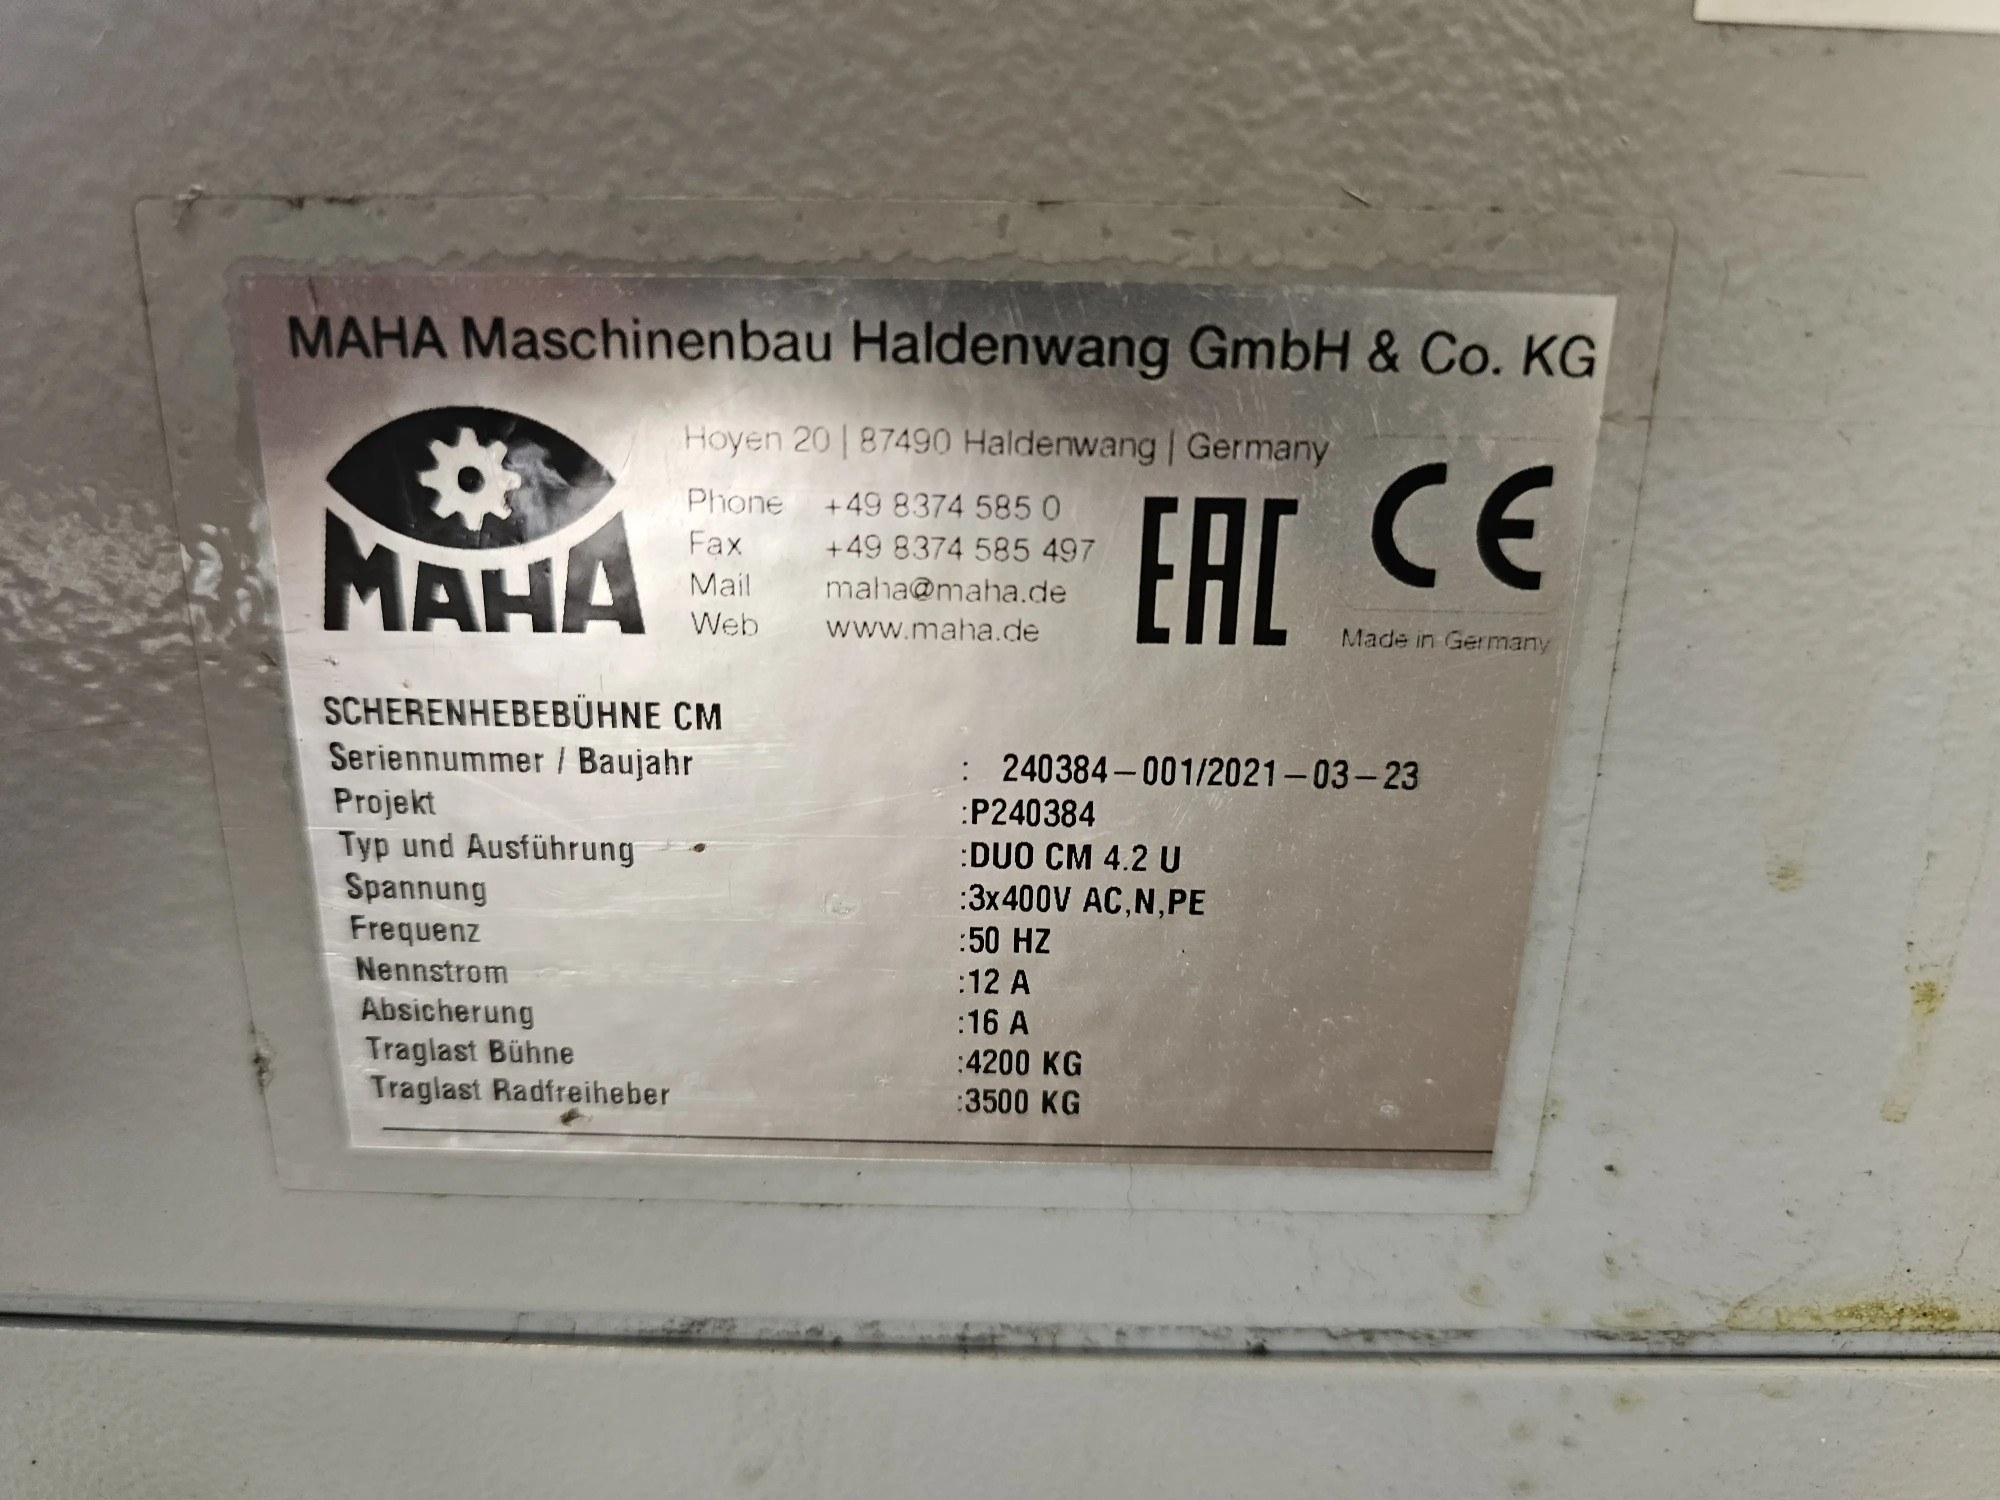 MAHA Maschinenbau Haldenwang GmbH & Co. KG
MAHA
Hoyen 20 | 87490 Haldenwang | Germany
Phone +49 8374 585 0
Fax +49 8374 585 497
Mail maha@maha.de
Web www.maha.de
EAC
CE
Made in Germany
SCHERENHEBEBÜHNE CM
Seriennummer / Baujahr : 240384-001/2021-03-23
Projekt :P240384
Typ und Ausführung :DUO CM 4.2 U
Spannung :3x400V AC,N,PE
Frequenz :50 HZ
Nennstrom :12 A
Absicherung :16 A
Traglast Bühne :4200 KG
Traglast Radfreiheber :3500 KG